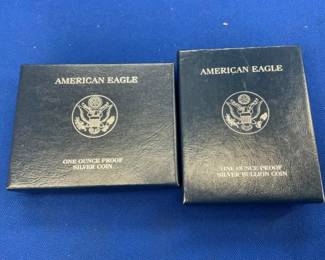 AMERICAN EAGLE
ONE OUNCE PROOF
SILVER COIN
AMERICAN EAGLE
ONE OUNCE PROOF
SILVER BULLION COIN